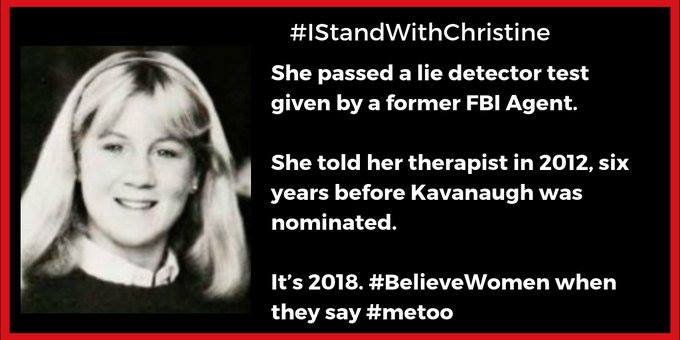 #IStandWithChristine
She passed a lie detector test
given by a former FBI Agent.
She told her therapist in 2012, six
years before Kavanaugh was
nominated.
It's 2018. #BelieveWomen when
they say #metoo